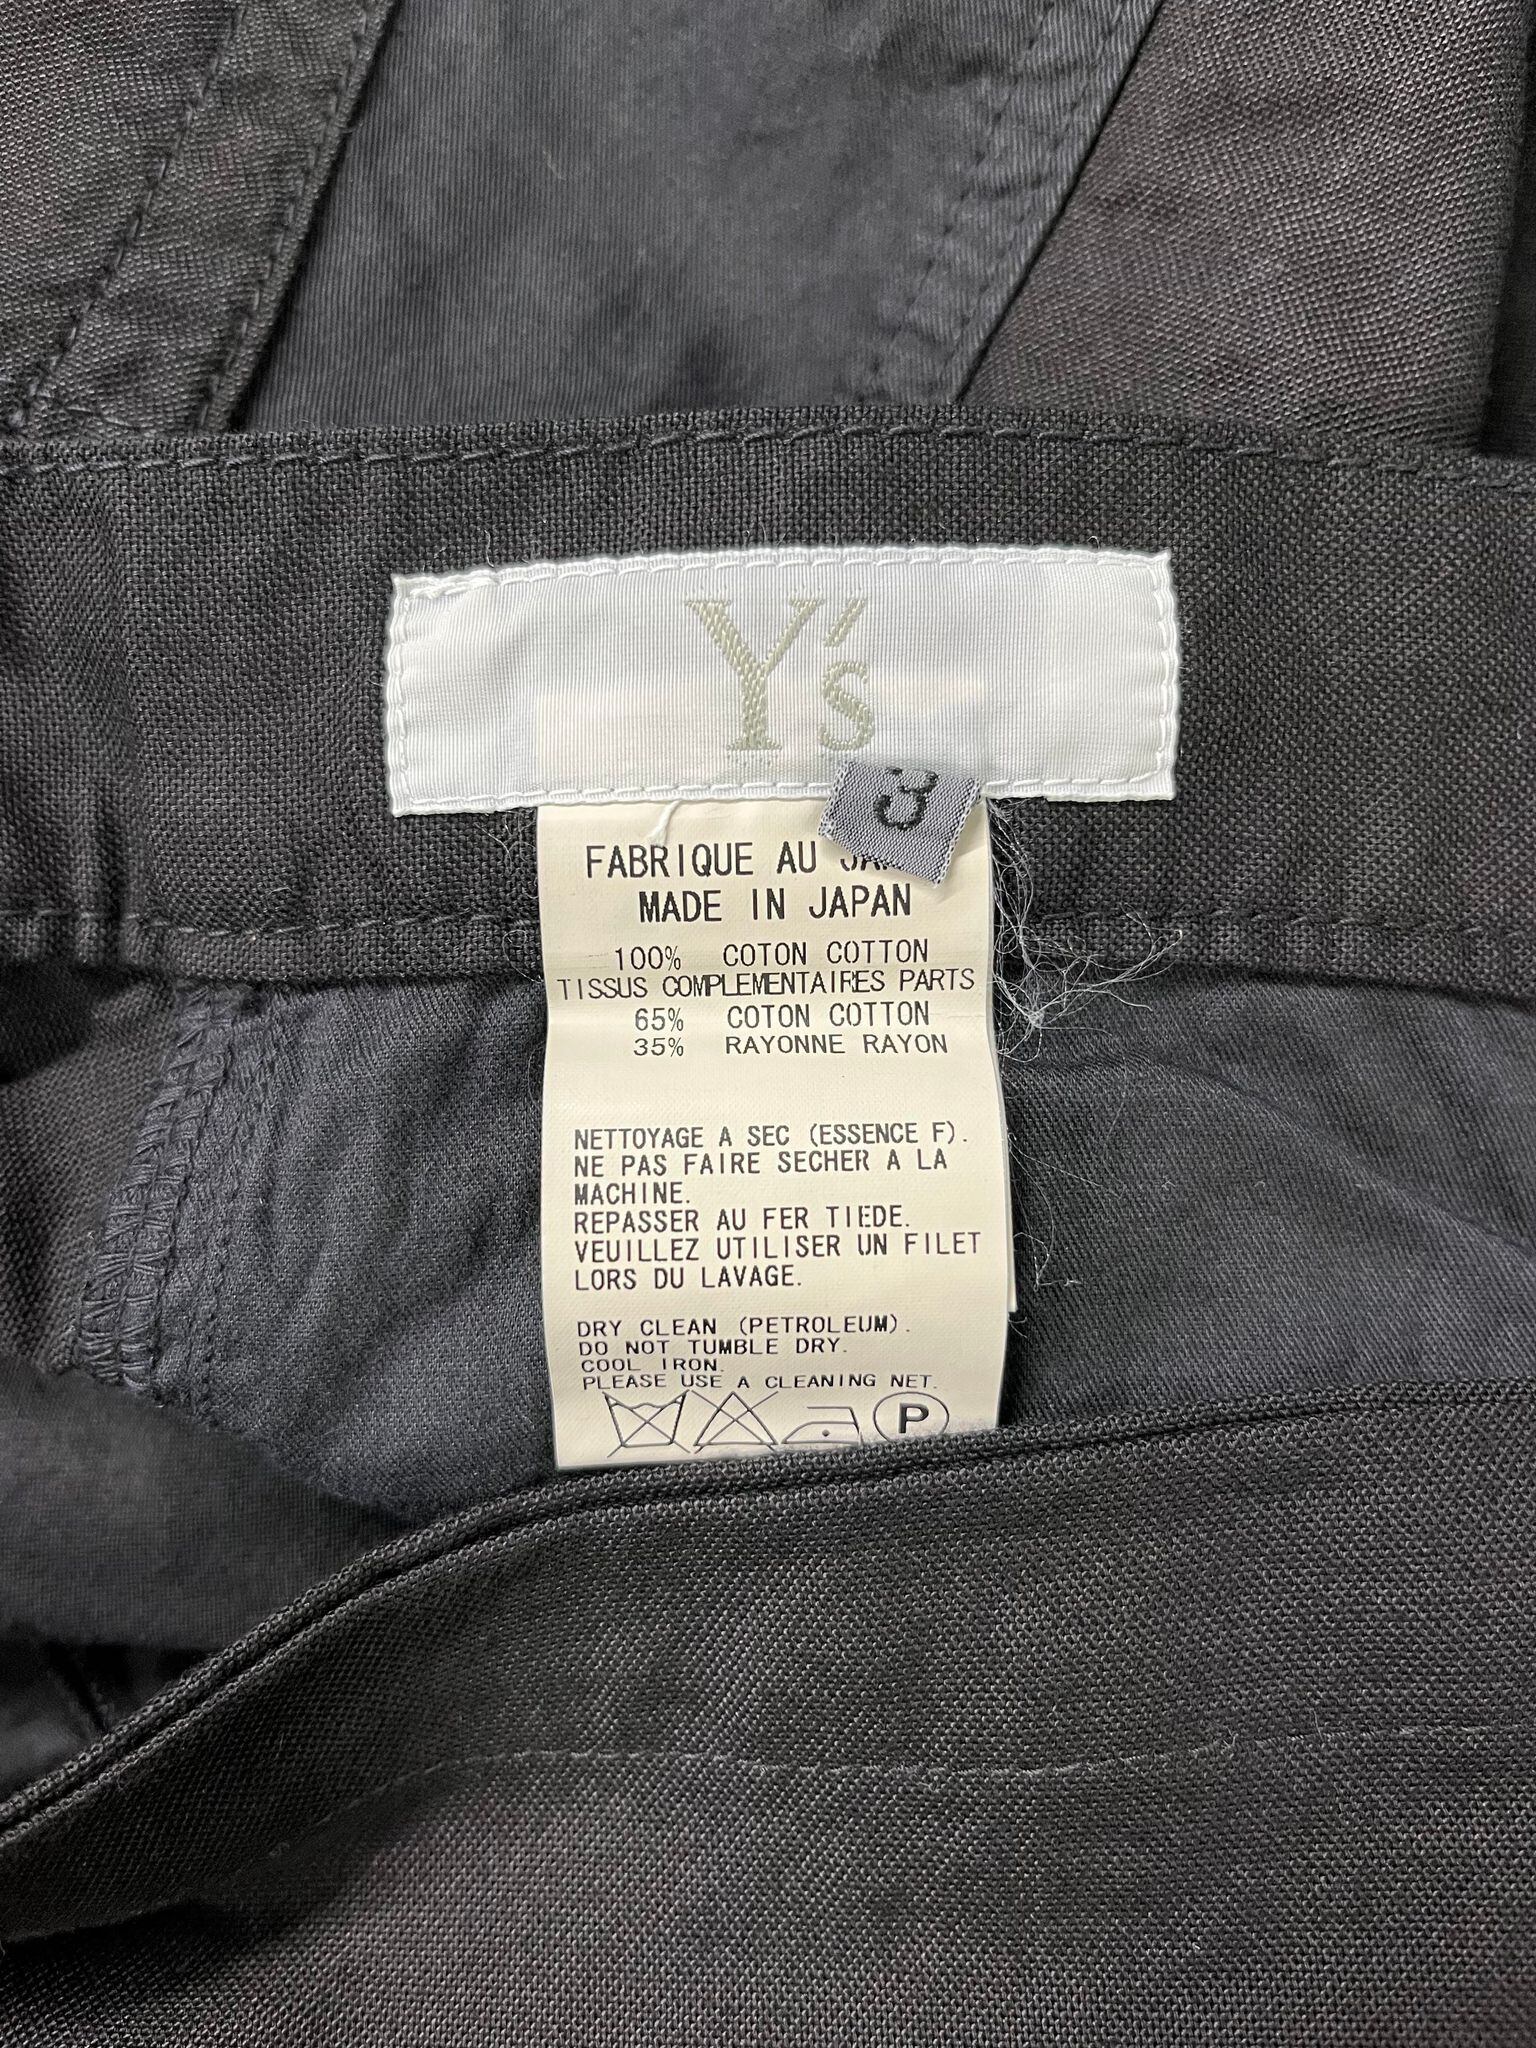 Y's
3
FABRIQUE AU
MADE IN JAPAN
100% COTON COTTON
TISSUS COMPLEMENTAIRES PARTS
65% COTON COTTON
35% RAYONNE RAYON
NETTOYAGE A SEC (ESSENCE F).
NE PAS FAIRE SECHER A LA
MACHINE.
REPASSER AU FER TIEDE.
VEUILLEZ UTILISER UN FILET
LORS DU LAVAGE.
DRY CLEAN (PETROLEUM).
DO NOT TUMBLE DRY.
COOL IRON.
PLEASE USE A CLEANING NET.
P